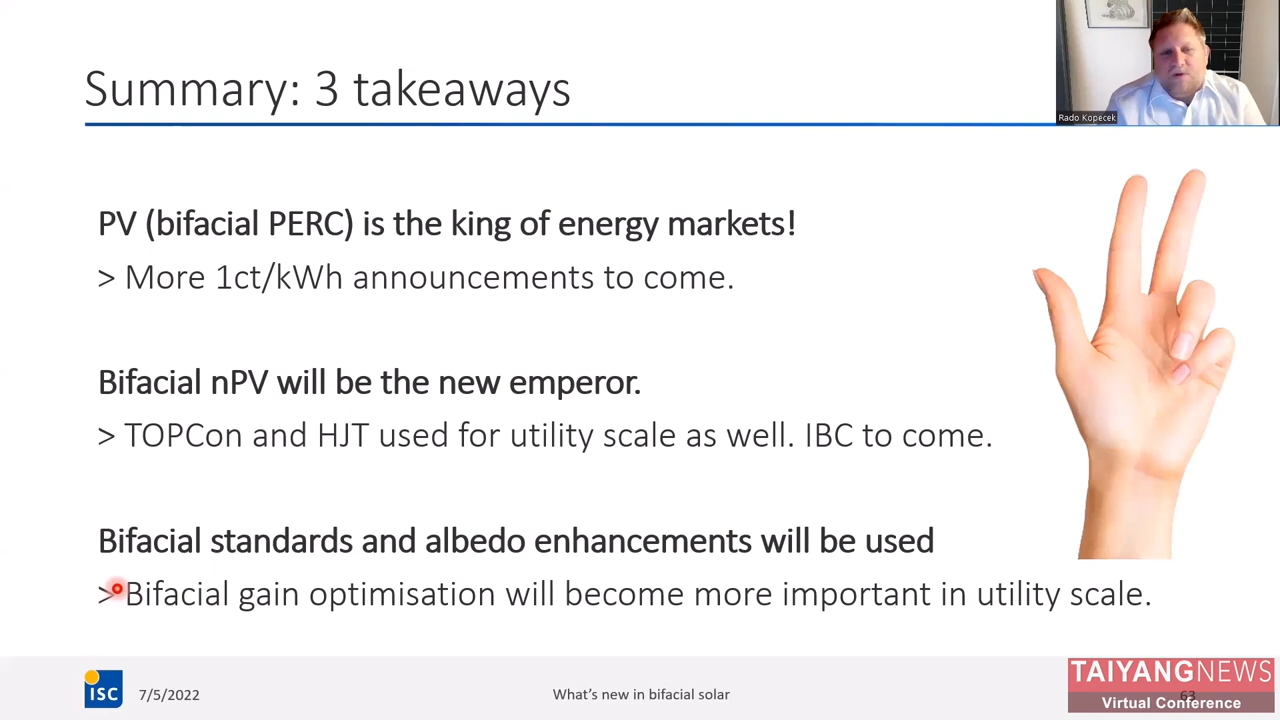 Summary: 3 takeaways
Rado Kopecek
PV (bifacial PERC) is the king of energy markets!
> More 1ct/kWh announcements to come.
Bifacial nPV will be the new emperor.
> TOPCon and HJT used for utility scale as well. IBC to come.
Bifacial standards and albedo enhancements will be used
> Bifacial gain optimisation will become more important in utility scale.
ISC
7/5/2022
What's new in bifacial solar
63
TAIYANGNEWS
Virtual Conference